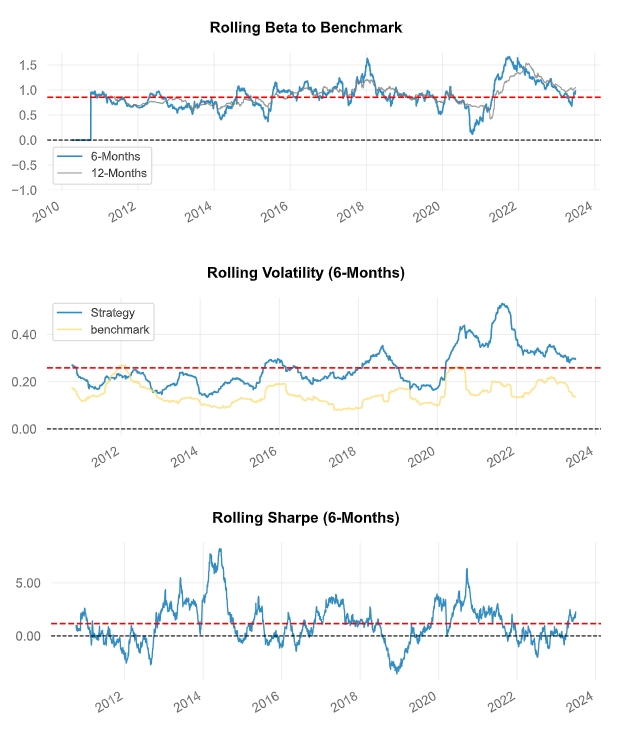 Rolling Beta to Benchmark
1.5
1.0
0.5
0.0
−0.5
−1.0
6-Months
12-Months
2010 2012 2014 2016 2018 2020 2022 2024
Rolling Volatility (6-Months)
Strategy
benchmark
0.40
0.20
0.00
2012 2014 2016 2018 2020 2022 2024
Rolling Sharpe (6-Months)
5.00
0.00
2012 2014 2016 2018 2020 2022 2024